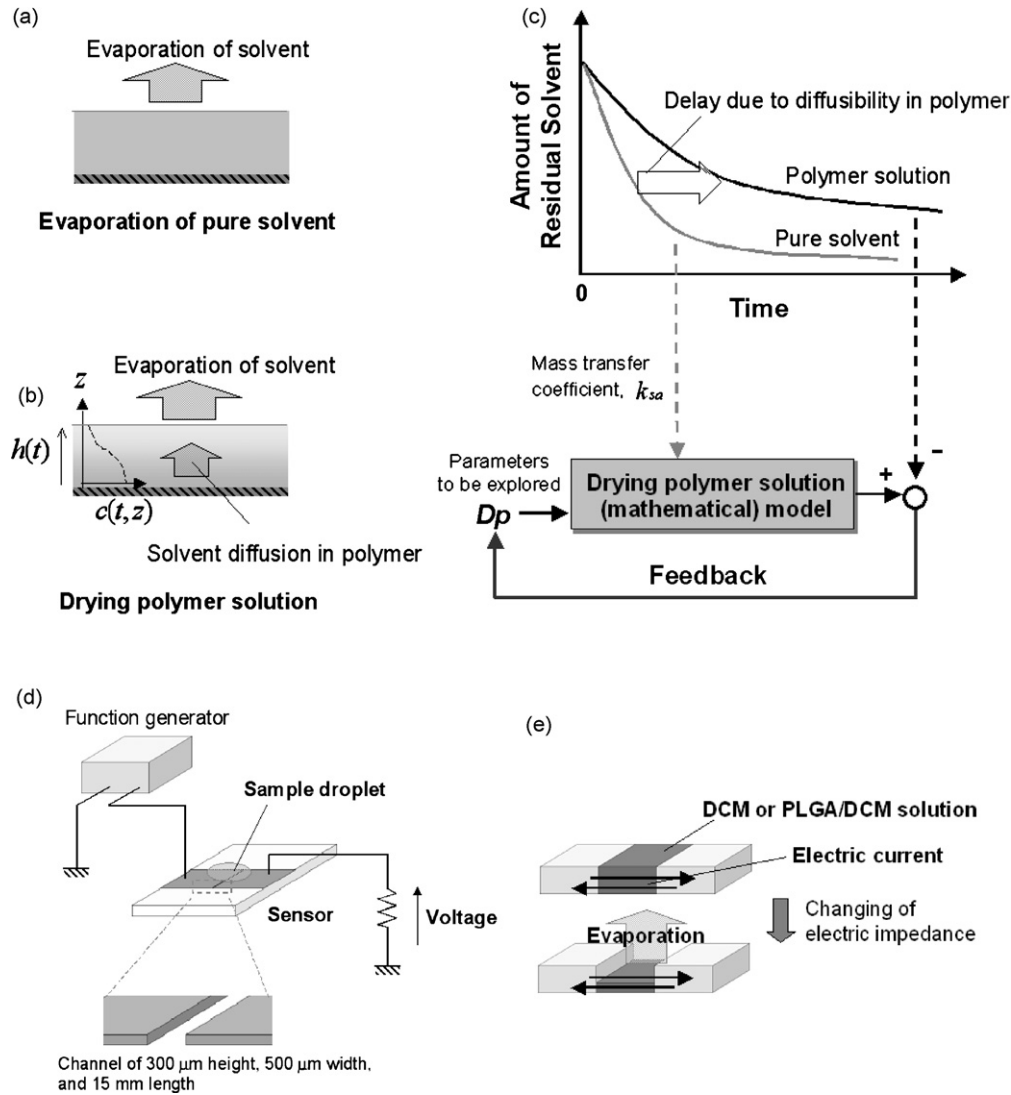 (a)
Evaporation of solvent
Evaporation of pure solvent
(b)
Evaporation of solvent
z
h(t)
c(t, z)
Solvent diffusion in polymer
Drying polymer solution
(c)
Amount of
Residual Solvent
Delay due to diffusibility in polymer
Polymer solution
Pure solvent
0
Time
Mass transfer
coefficient, ksa
Parameters
to be explored
Dp
Drying polymer solution
(mathematical) model
+
−
Feedback
(d)
Function generator
Sample droplet
Sensor
Voltage
Channel of 300 μm height, 500 μm width,
and 15 mm length
(e)
DCM or PLGA/DCM solution
Electric current
Evaporation
Changing of
electric impedance